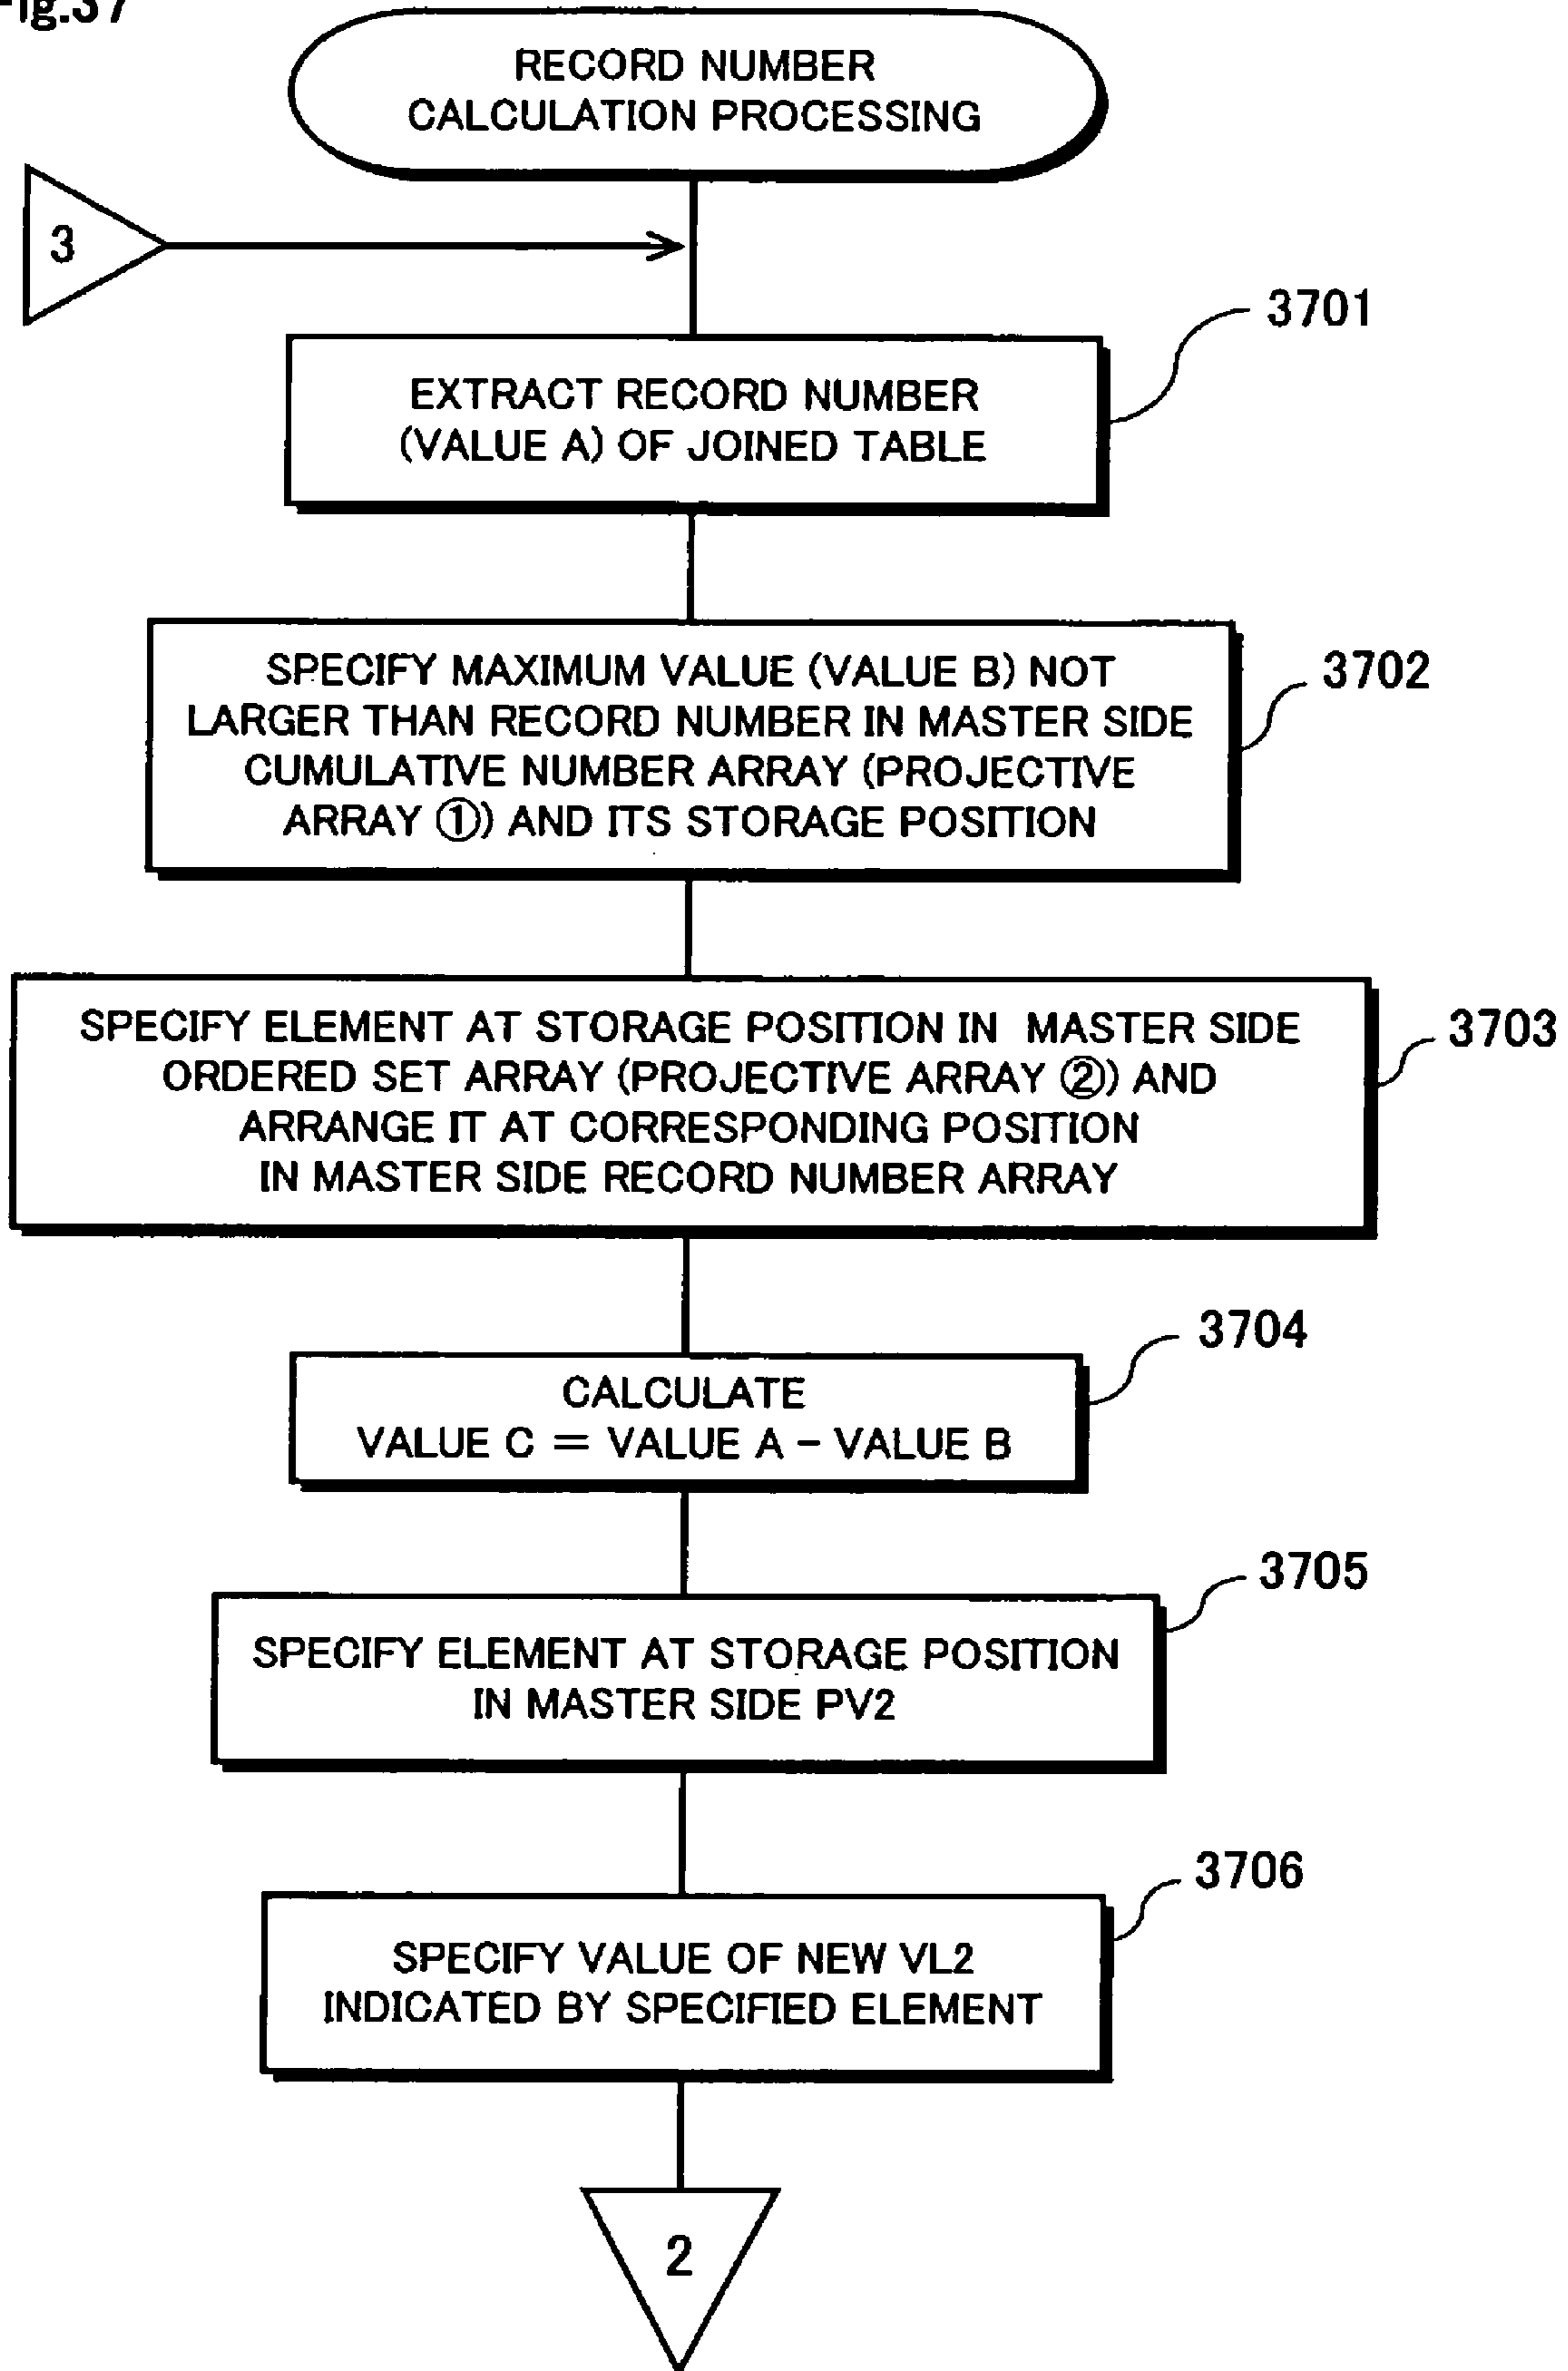 Fig.37
RECORD NUMBER
CALCULATION PROCESSING
3
3701
EXTRACT RECORD NUMBER
(VALUE A) OF JOINED TABLE
3702
SPECIFY MAXIMUM VALUE (VALUE B) NOT
LARGER THAN RECORD NUMBER IN MASTER SIDE
CUMULATIVE NUMBER ARRAY (PROJECTIVE
ARRAY ①) AND ITS STORAGE POSITION
3703
SPECIFY ELEMENT AT STORAGE POSITION IN MASTER SIDE
ORDERED SET ARRAY (PROJECTIVE ARRAY ②) AND
ARRANGE IT AT CORRESPONDING POSITION
IN MASTER SIDE RECORD NUMBER ARRAY
3704
CALCULATE
VALUE C = VALUE A - VALUE B
3705
SPECIFY ELEMENT AT STORAGE POSITION
IN MASTER SIDE PV2
3706
SPECIFY VALUE OF NEW VL2
INDICATED BY SPECIFIED ELEMENT
2